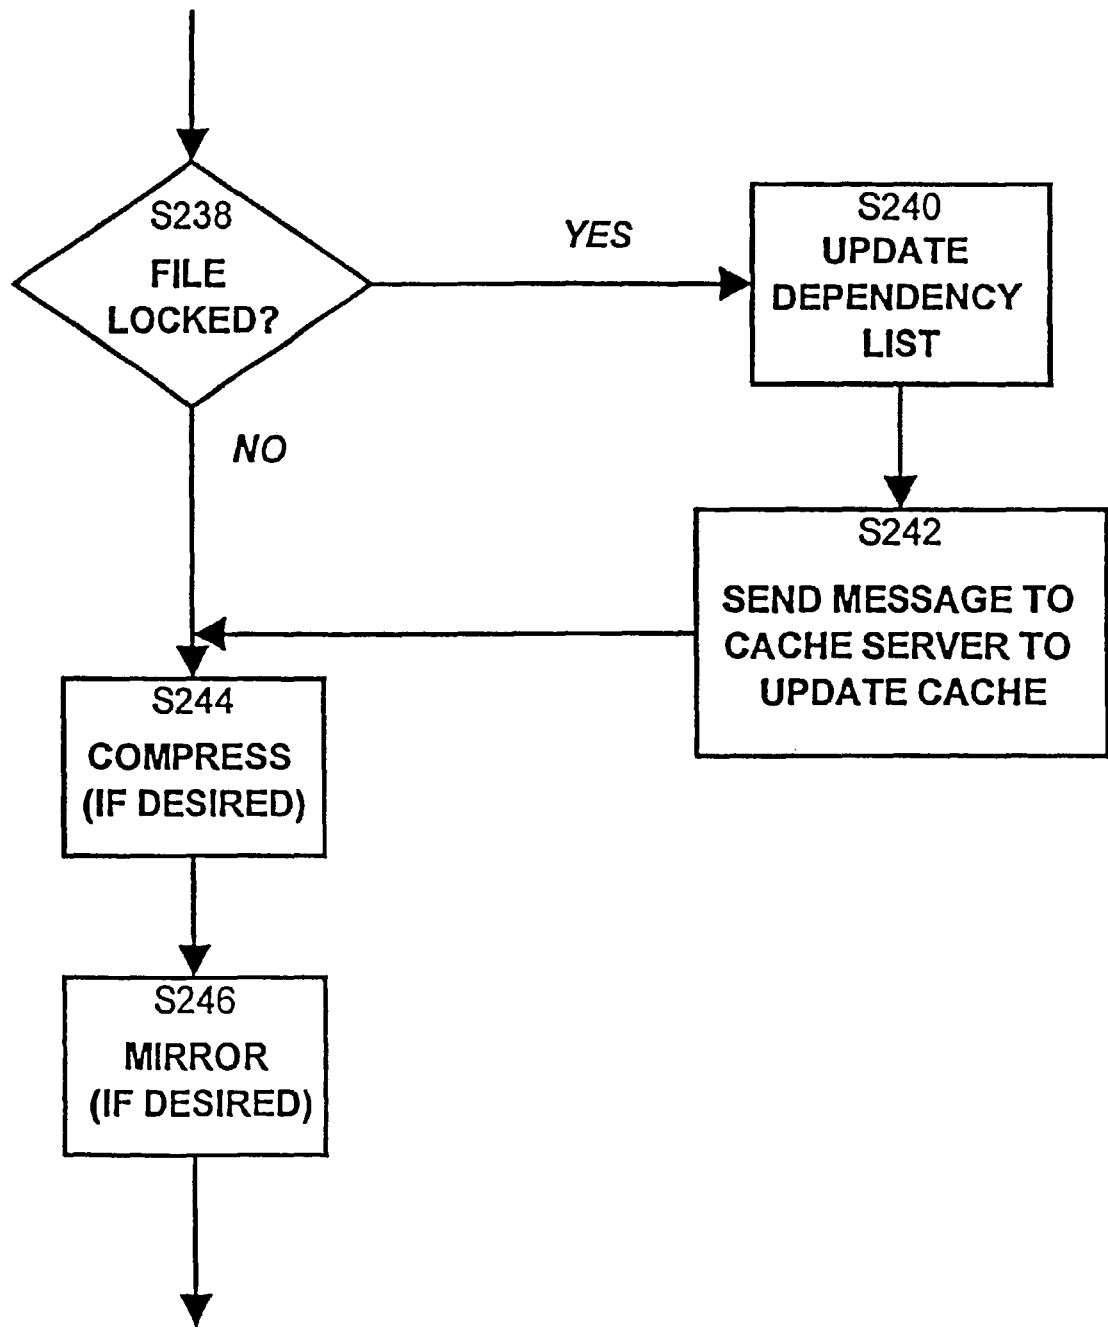 S238
FILE
LOCKED?
YES
S240
UPDATE
DEPENDENCY
LIST
NO
S242
SEND MESSAGE TO
CACHE SERVER TO
UPDATE CACHE
S244
COMPRESS
(IF DESIRED)
S246
MIRROR
(IF DESIRED)